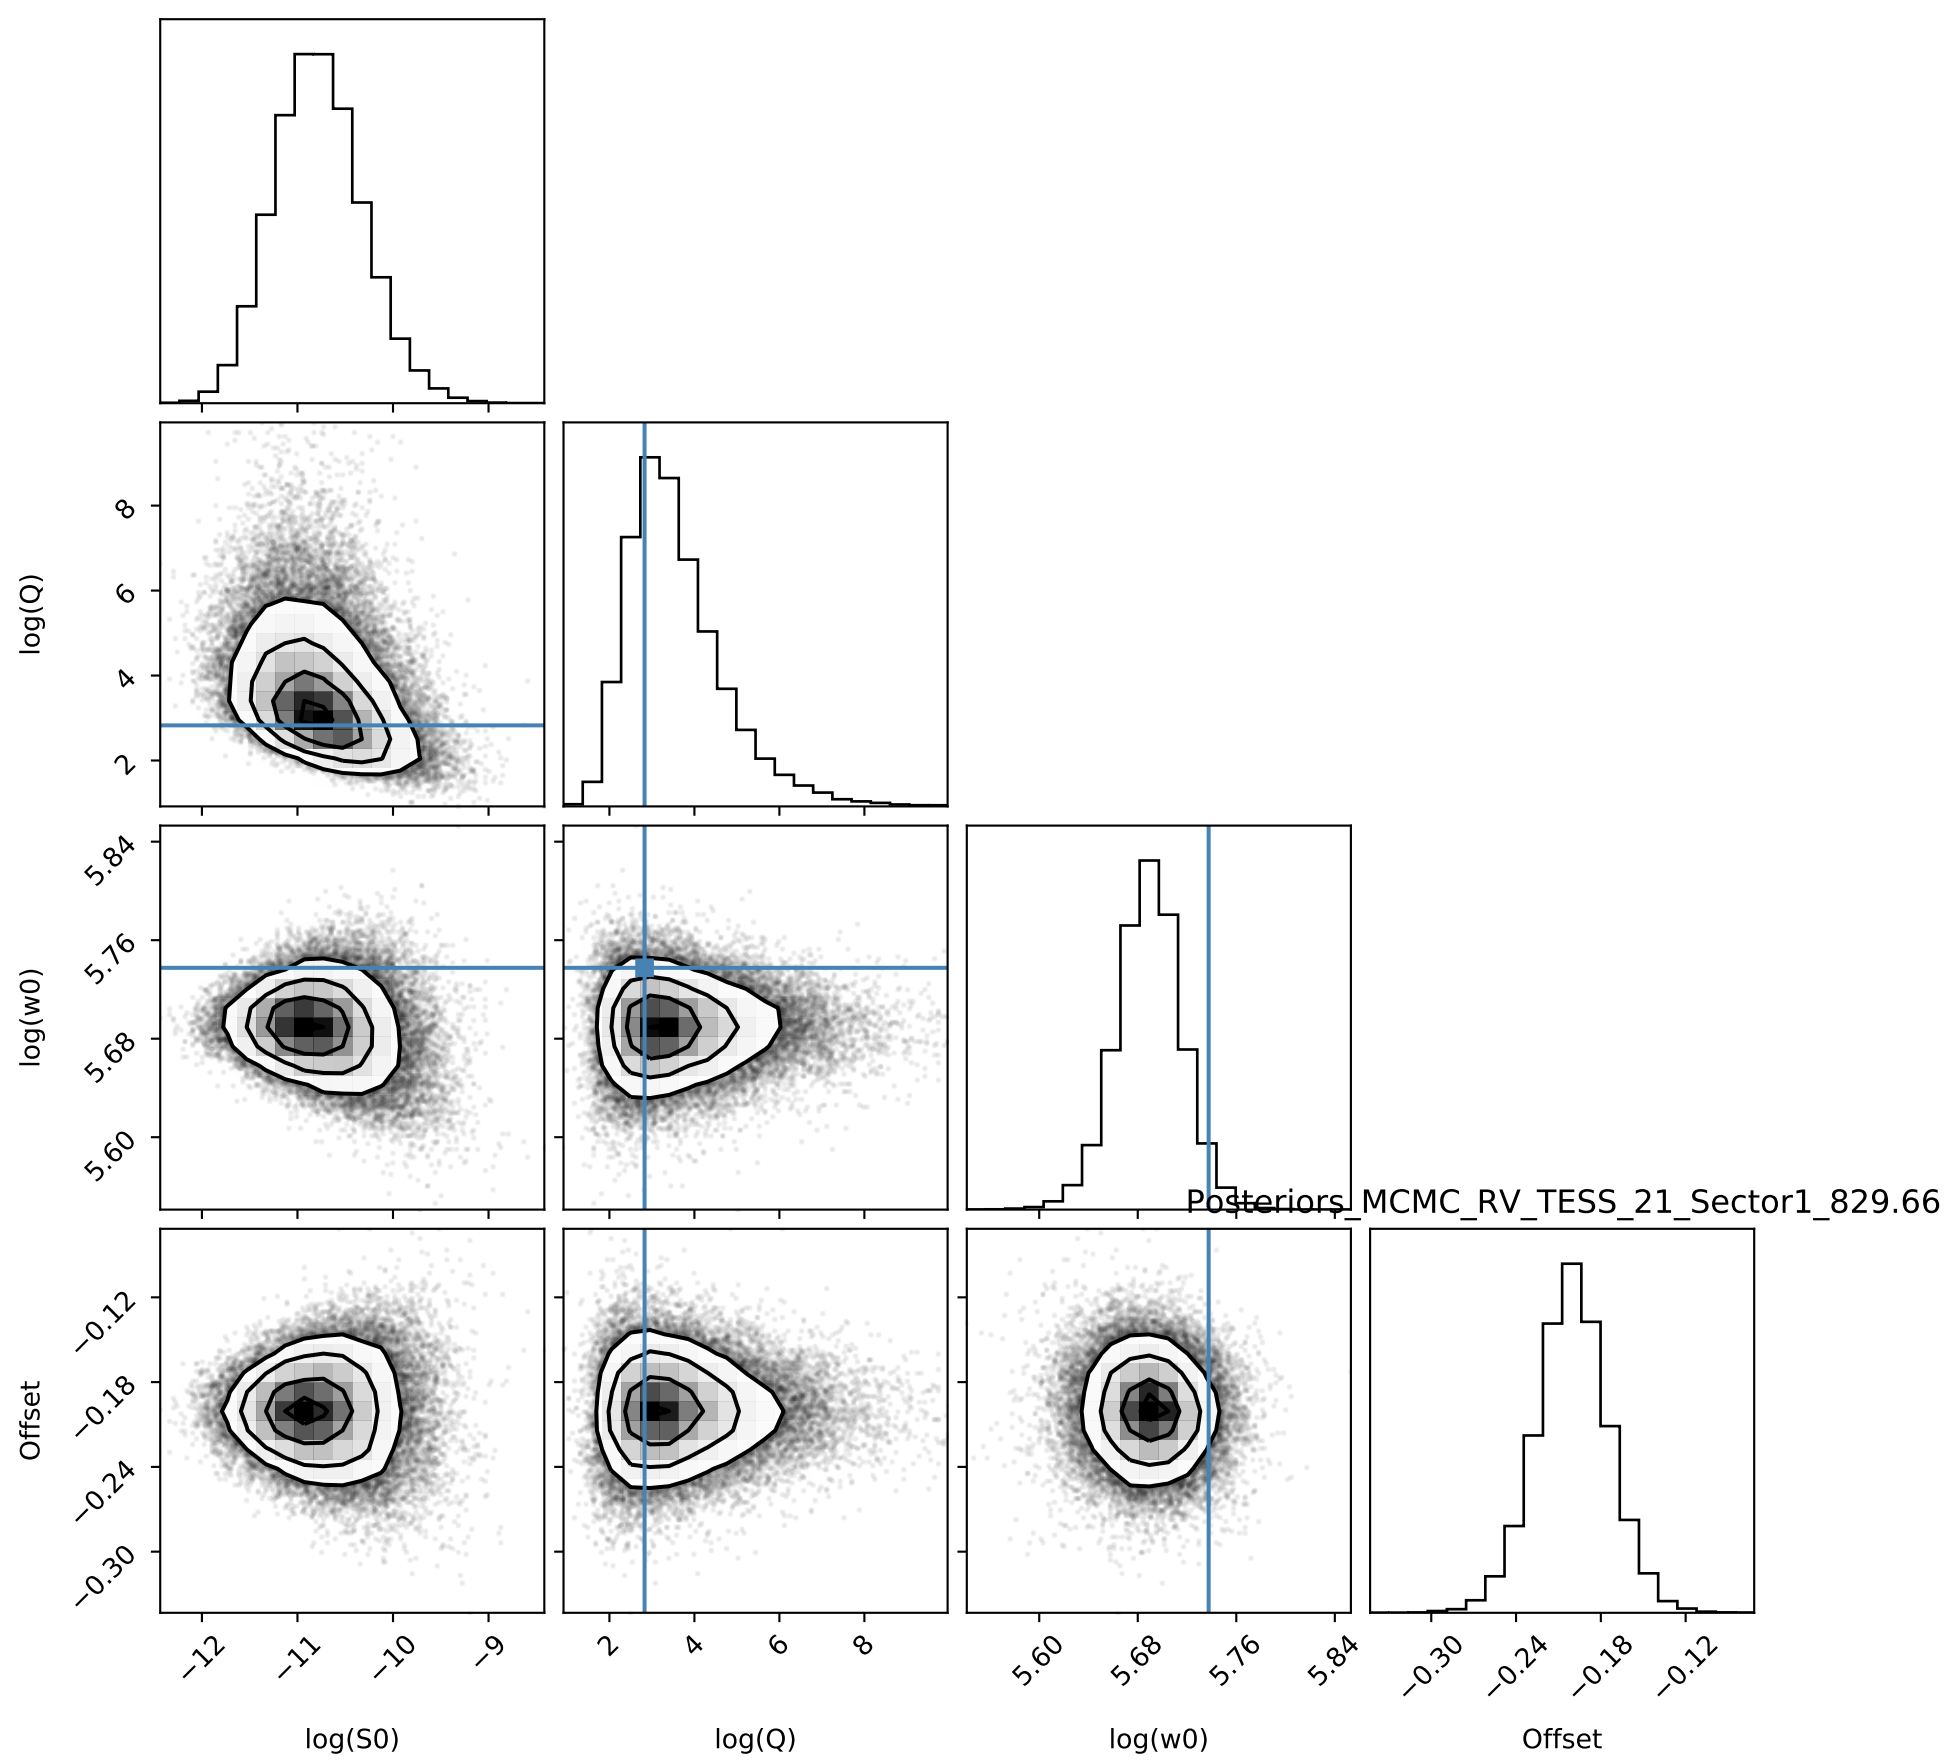 log(Q)
8
6
4
2
log(w0)
5.84
5.76
5.68
5.60
Posteriors_MCMC_RV_TESS_21_Sector1_829.66
Offset
−0.12
−0.18
−0.24
−0.30
−12 −11 −10 −9 2 4 6 8 5.60 5.68 5.76 5.84 −0.30 −0.24 −0.18 −0.12
log(S0) log(Q) log(w0) Offset